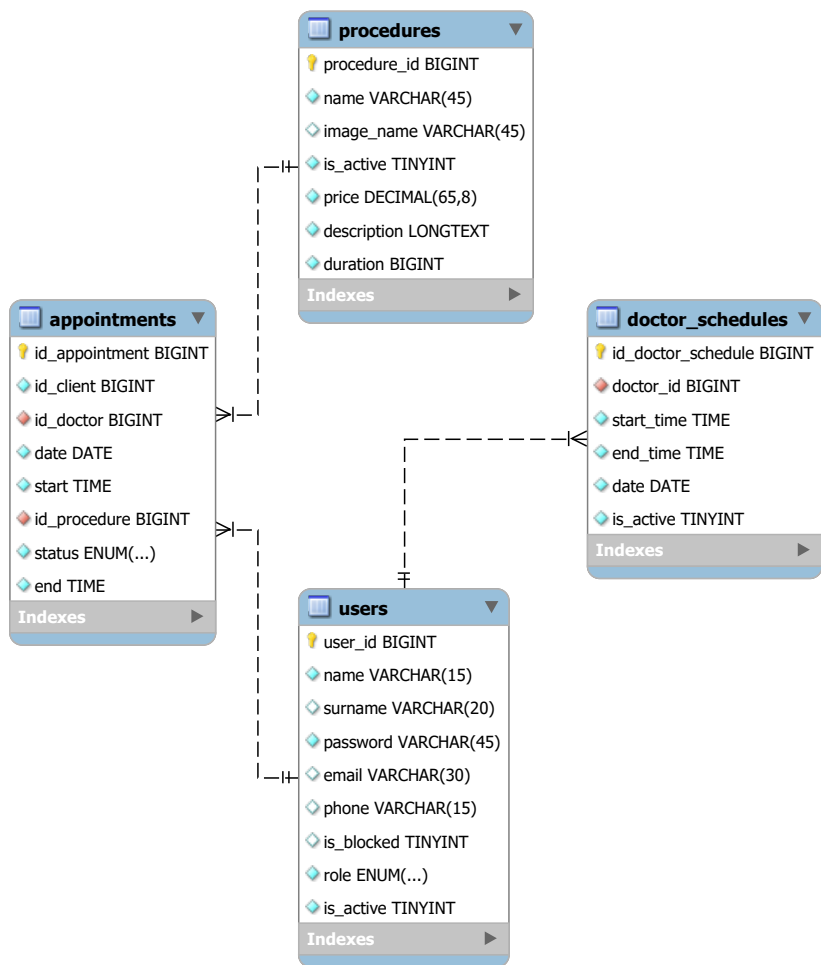 procedures
procedure_id BIGINT
name VARCHAR(45)
image_name VARCHAR(45)
is_active TINYINT
price DECIMAL(65,8)
description LONGTEXT
duration BIGINT
Indexes
appointments
id_appointment BIGINT
id_client BIGINT
id_doctor BIGINT
date DATE
start TIME
id_procedure BIGINT
status ENUM(...)
end TIME
Indexes
doctor_schedules
id_doctor_schedule BIGINT
doctor_id BIGINT
start_time TIME
end_time TIME
date DATE
is_active TINYINT
Indexes
users
user_id BIGINT
name VARCHAR(15)
surname VARCHAR(20)
password VARCHAR(45)
email VARCHAR(30)
phone VARCHAR(15)
is_blocked TINYINT
role ENUM(...)
is_active TINYINT
Indexes